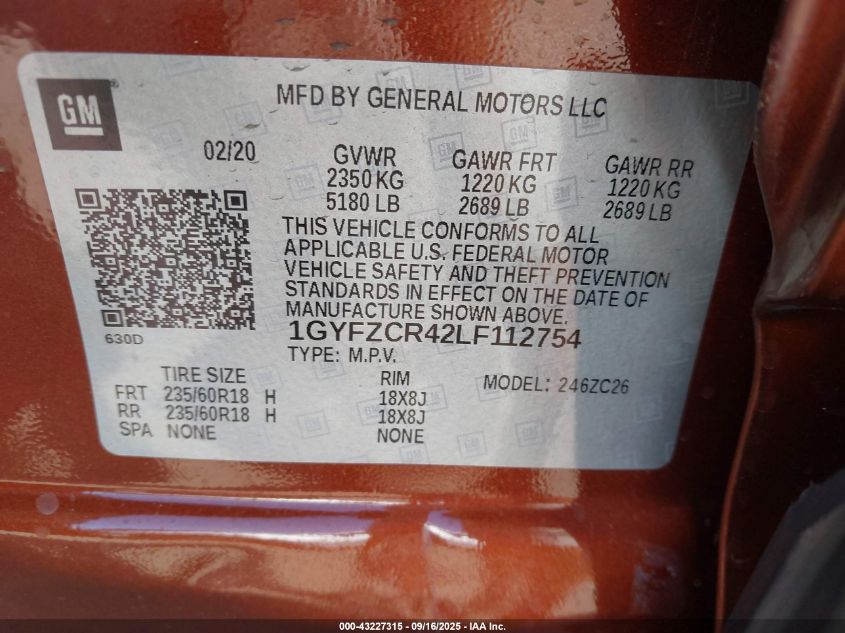 GM
MFD BY GENERAL MOTORS LLC
02/20
GVWR GAWR FRT GAWR RR
2350 KG 1220 KG 1220 KG
5180 LB 2689 LB 2689 LB
THIS VEHICLE CONFORMS TO ALL
APPLICABLE U.S. FEDERAL MOTOR
VEHICLE SAFETY AND THEFT PREVENTION
STANDARDS IN EFFECT ON THE DATE OF
MANUFACTURE SHOWN ABOVE.
1GYFZCR42LF112754
630D
TYPE: M.P.V.
TIRE SIZE RIM MODEL: 246ZC26
FRT 235/60R18 H 18X8J
RR 235/60R18 H 18X8J
SPA NONE NONE
000-43227315 - 09/16/2025 - IAA Inc.